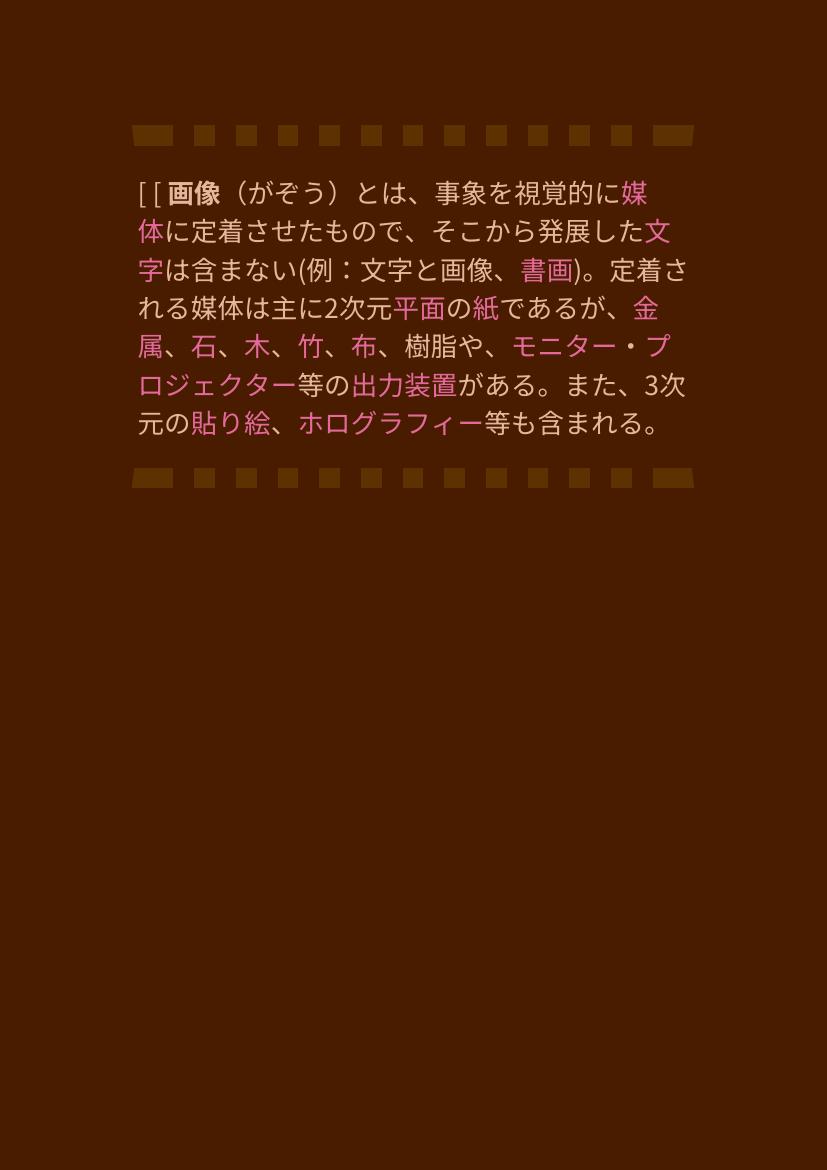 [ [ 画像（がぞう）とは、事象を視覚的に媒
体に定着させたもので、そこから発展した文
字は含まない(例：文字と画像、書画)。定着さ
れる媒体は主に2次元平面の紙であるが、金
属、石、木、竹、布、樹脂や、モニター・プ
ロジェクター等の出力装置がある。また、3次
元の貼り絵、ホログラフィー等も含まれる。